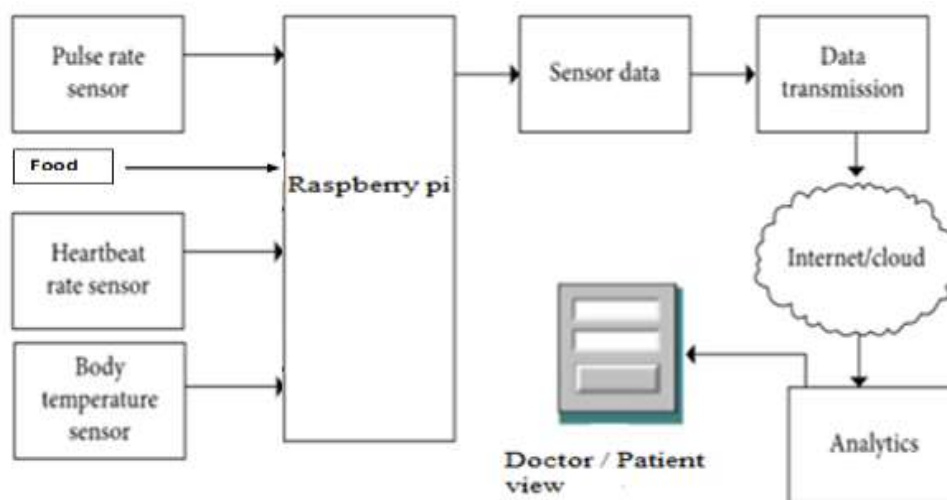 Pulse rate
sensor
Food
Heartbeat
rate sensor
Body
temperature
sensor
Raspberry pi
Sensor data
Data
transmission
Internet/cloud
Analytics
Doctor / Patient
view